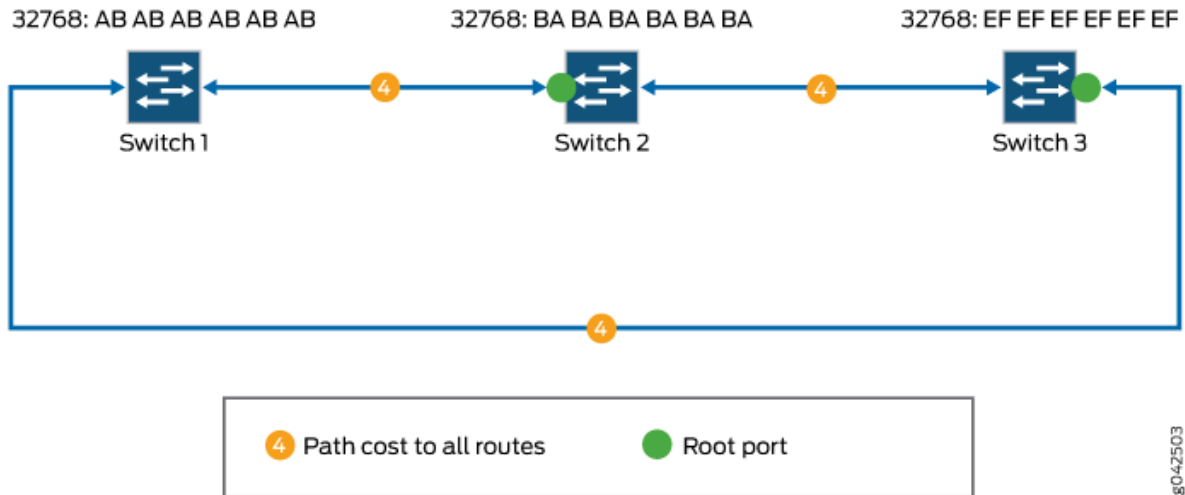 32768: AB AB AB AB AB AB
32768: BA BA BA BA BA BA
32768: EF EF EF EF EF EF
4
4
Switch 1
Switch 2
Switch 3
4
4 Path cost to all routes
Root port
g042503